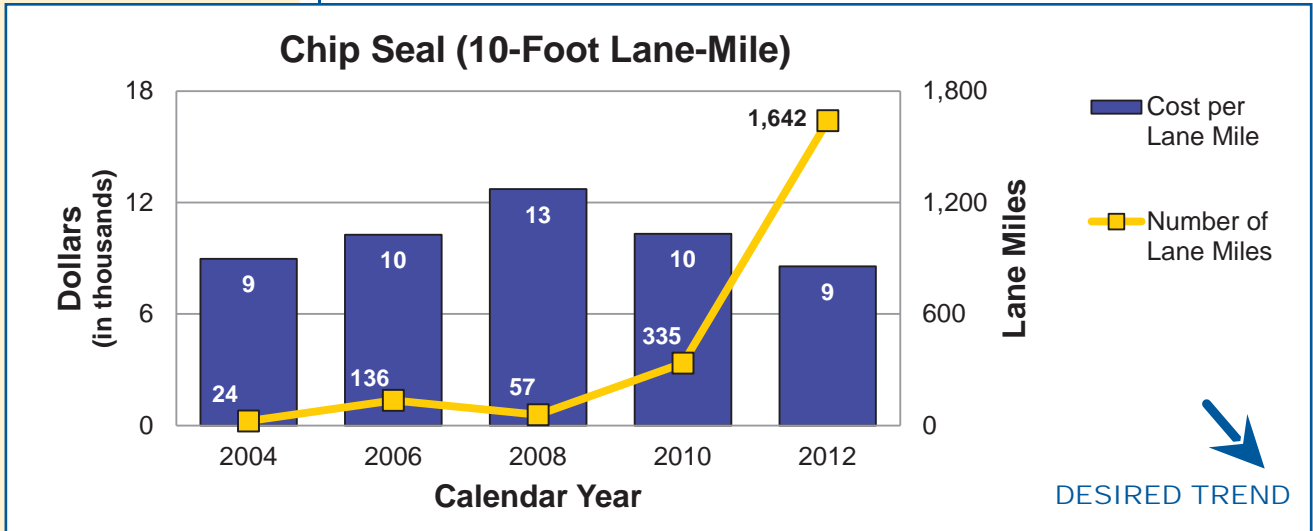 Chip Seal (10-Foot Lane-Mile)
Dollars
(in thousands)
18
12
6
0
9
10
13
10
9
24
136
57
335
1,642
1,800
1,200
600
0
Lane Miles
2004 2006 2008 2010 2012
Calendar Year
Cost per
Lane Mile
Number of
Lane Miles
DESIRED TREND